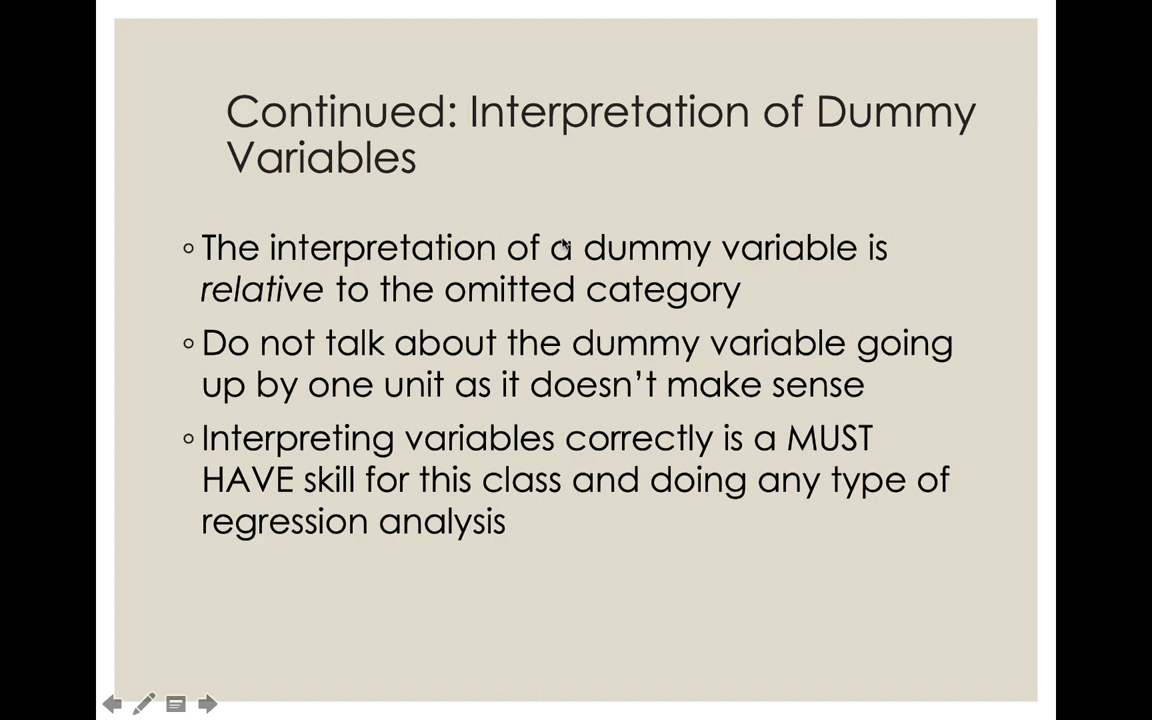 Continued: Interpretation of Dummy
Variables
◦ The interpretation of a dummy variable is
relative to the omitted category
◦ Do not talk about the dummy variable going
up by one unit as it doesn’t make sense
◦ Interpreting variables correctly is a MUST
HAVE skill for this class and doing any type of
regression analysis